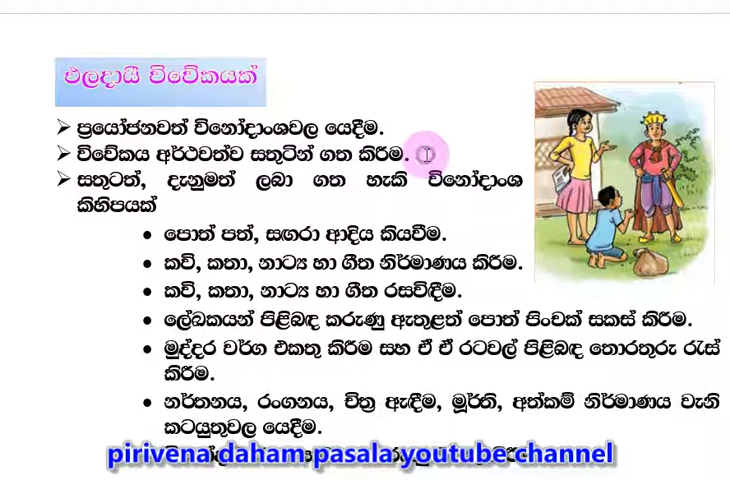 ඵලදායී විවේකයක්
➢ ප්‍රයෝජනවත් විනෝදාංශවල යෙදීම.
➢ විවේකය අර්ථවත්ව සතුටින් ගත කිරීම.
➢ සතුටත්, දැනුමත් ලබා ගත හැකි විනෝදාංශ
කිහිපයක්
• පොත් පත්, සඟරා ආදිය කියවීම.
• කවි, කතා, නාට්‍ය හා ගීත නිර්මාණය කිරීම.
• කවි, කතා, නාට්‍ය හා ගීත රසවිඳීම.
• ලේඛකයන් පිළිබඳ කරුණු ඇතුළත් පොත් පිංචක් සකස් කිරීම.
• මුද්දර වර්ග එකතු කිරීම සහ ඒ ඒ රටවල් පිළිබඳ තොරතුරු රැස්
කිරීම.
• නර්තනය, රංගනය, චිත්‍ර ඇඳීම, මූර්ති, අත්කම් නිර්මාණය වැනි
කටයුතුවල යෙදීම.
pirivena daham pasala youtube channel